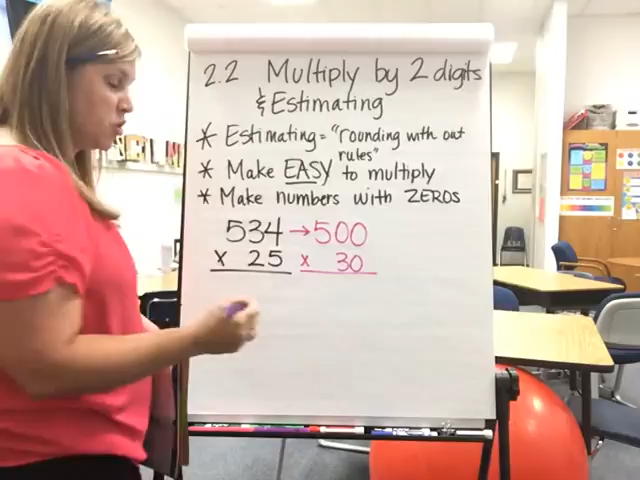 2.2 Multiply by 2 digits
& Estimating
* Estimating = "rounding with out
rules"
* Make EASY to multiply
* Make numbers with ZEROS
534 → 500
x 25 x 30